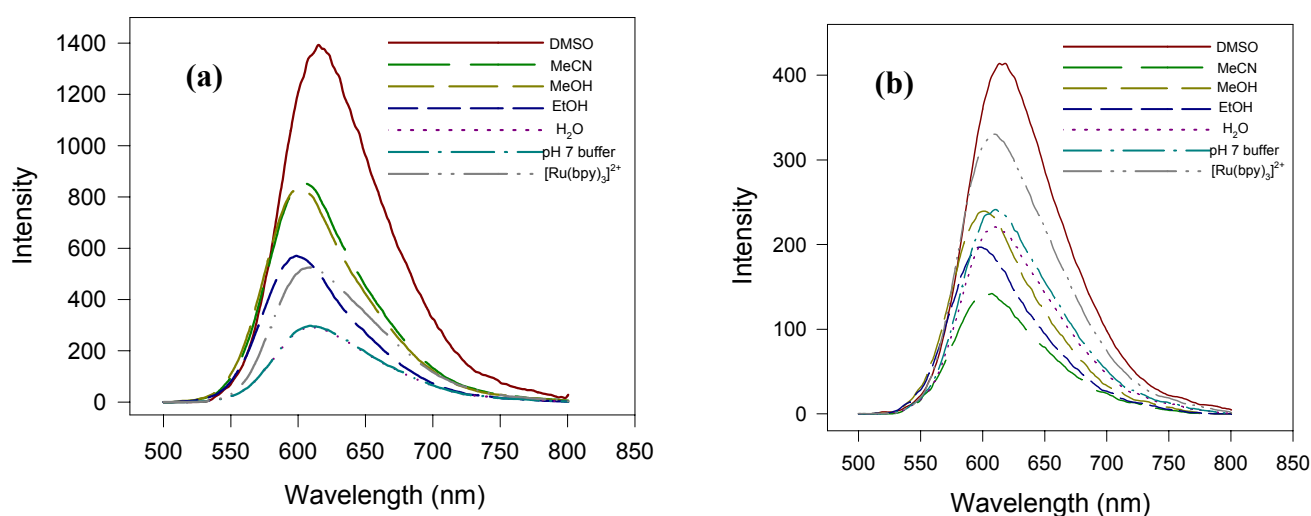 (a)
Intensity
1400
1200
1000
800
600
400
200
0
DMSO
MeCN
MeOH
EtOH
H₂O
pH 7 buffer
[Ru(bpy)₃]²⁺
500 550 600 650 700 750 800 850
Wavelength (nm)
(b)
Intensity
400
300
200
100
0
DMSO
MeCN
MeOH
EtOH
H₂O
pH 7 buffer
[Ru(bpy)₃]²⁺
500 550 600 650 700 750 800 850
Wavelength (nm)